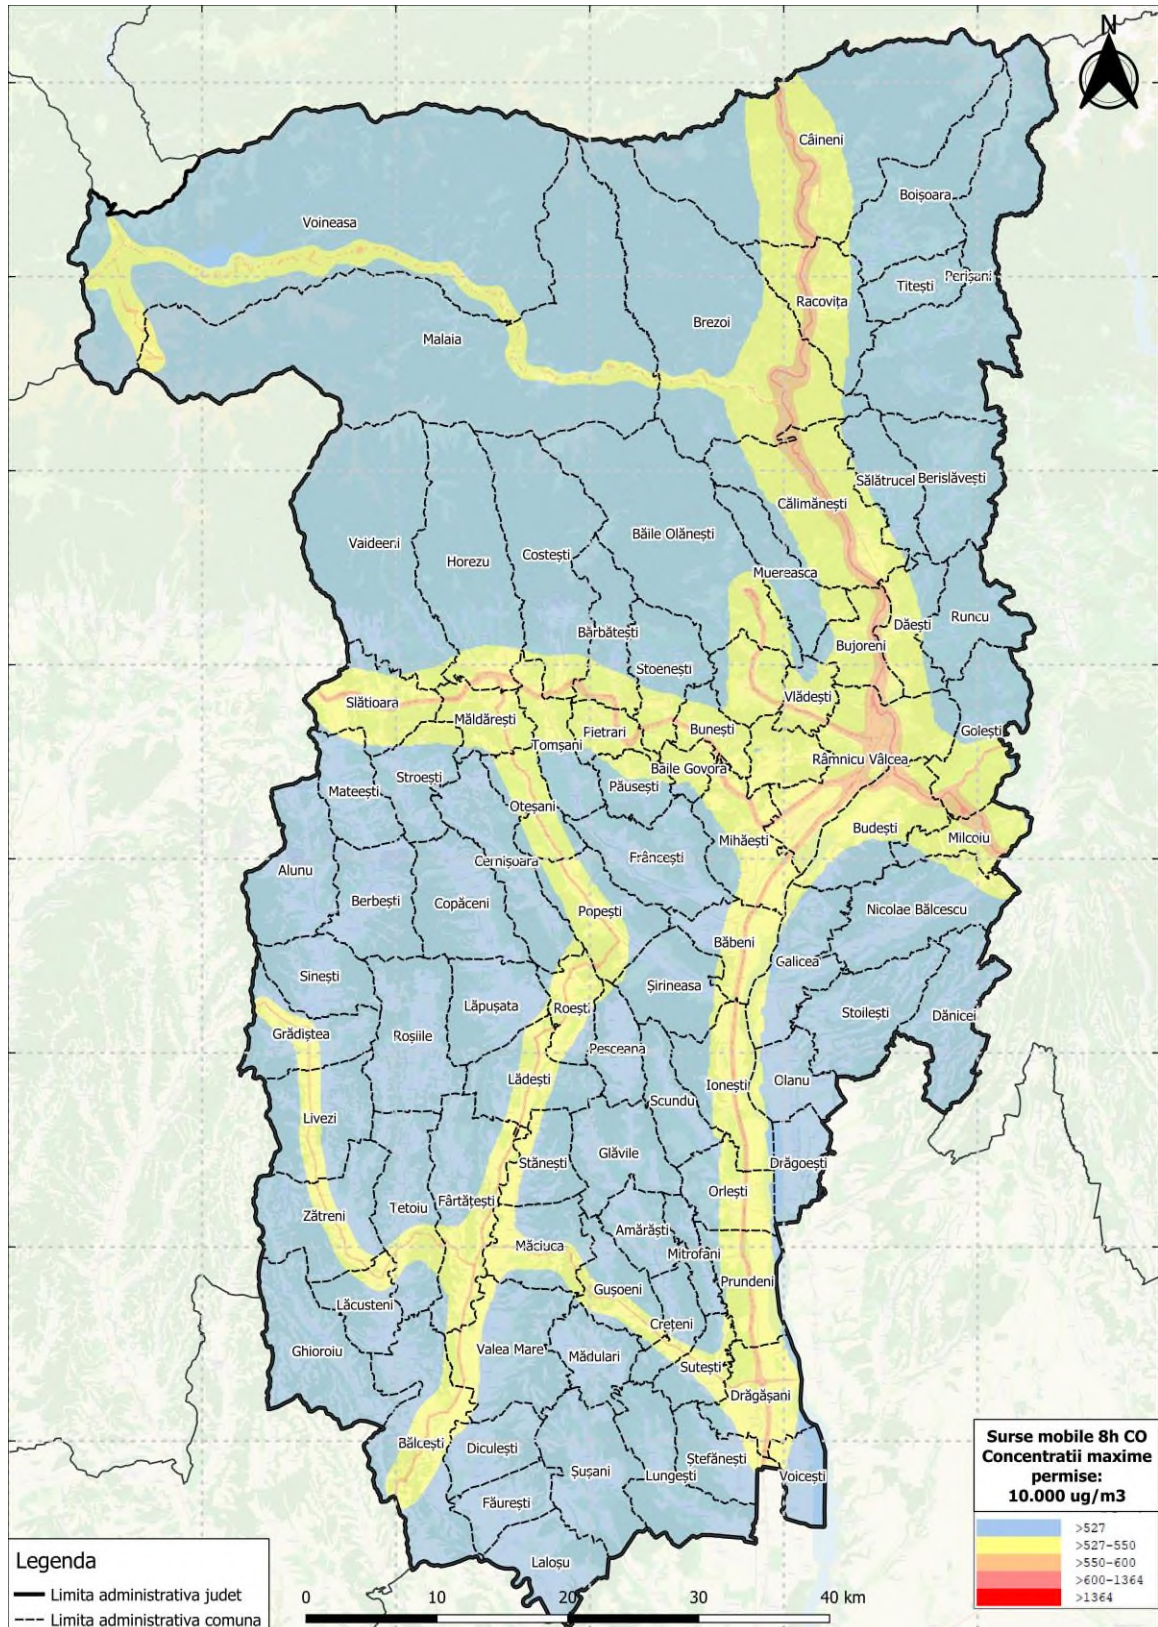 N
Câineni
Boișoara
Voineasa
Perișani
Titești
Racovița
Brezoi
Malaia
Sălătrucel
Berislăvești
Călimănești
Băile Olănești
Vaideeni
Costești
Horezu
Muereasca
Runcu
Dăești
Bărbătești
Bujoreni
Stoenești
Vlădești
Slătioara
Măldărești
Pietrari
Bunești
Golești
Tomșani
Râmnicu Vâlcea
Băile Govora
Stroești
Păusești
Mateești
Oteșani
Budești
Mihăești
Milcoiu
Frâncești
Cernișoara
Alunu
Berbești
Copăceni
Popești
Nicolae Bălcescu
Băbeni
Galicea
Sinești
Șirineasa
Lăpușata
Roești
Stoilești
Dănicei
Grădiștea
Roșiile
Pesceana
Lădești
Olanu
Ionești
Scundu
Livezi
Glăvile
Stănești
Drăgoești
Orlești
Fârtățești
Tetoiu
Zătreni
Amărăști
Măciuca
Mitrofani
Prundeni
Gușoeni
Lăcusteni
Crețeni
Ghioroiu
Valea Mare
Mădulari
Sutești
Drăgășani
Bălcești
Diculești
Ștefănești
Șușani
Lungești
Voicești
Făurești
Laloșu
Surse mobile 8h CO
Concentratii maxime
permise:
10.000 ug/m3
>527
>527-550
>550-600
>600-1364
>1364
Legenda
Limita administrativa judet
Limita administrativa comuna
0 10 20 30 40 km